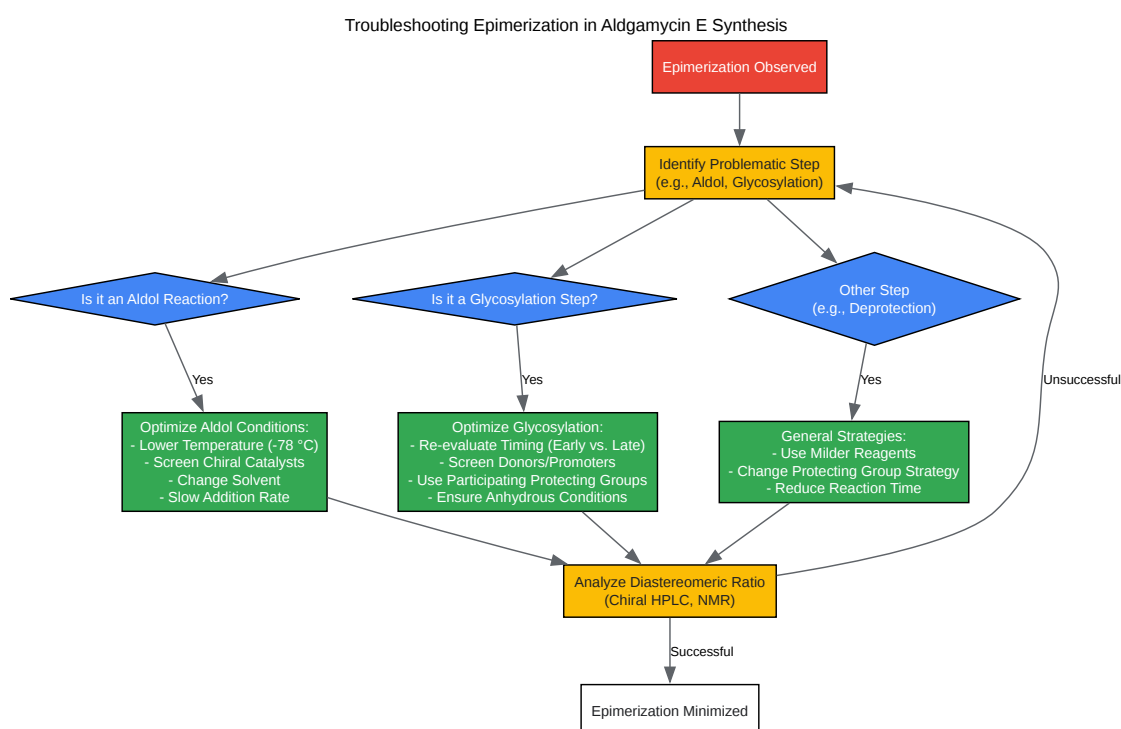 Troubleshooting Epimerization in Aldgamycin E Synthesis
Epimerization Observed
Identify Problematic Step
(e.g., Aldol, Glycosylation)
Is it an Aldol Reaction?
Is it a Glycosylation Step?
Other Step
(e.g., Deprotection)
Yes
Yes
Yes
Unsuccessful
Optimize Aldol Conditions:
- Lower Temperature (-78 °C)
- Screen Chiral Catalysts
- Change Solvent
- Slow Addition Rate
Optimize Glycosylation:
- Re-evaluate Timing (Early vs. Late)
- Screen Donors/Promoters
- Use Participating Protecting Groups
- Ensure Anhydrous Conditions
General Strategies:
- Use Milder Reagents
- Change Protecting Group Strategy
- Reduce Reaction Time
Analyze Diastereomeric Ratio
(Chiral HPLC, NMR)
Successful
Epimerization Minimized